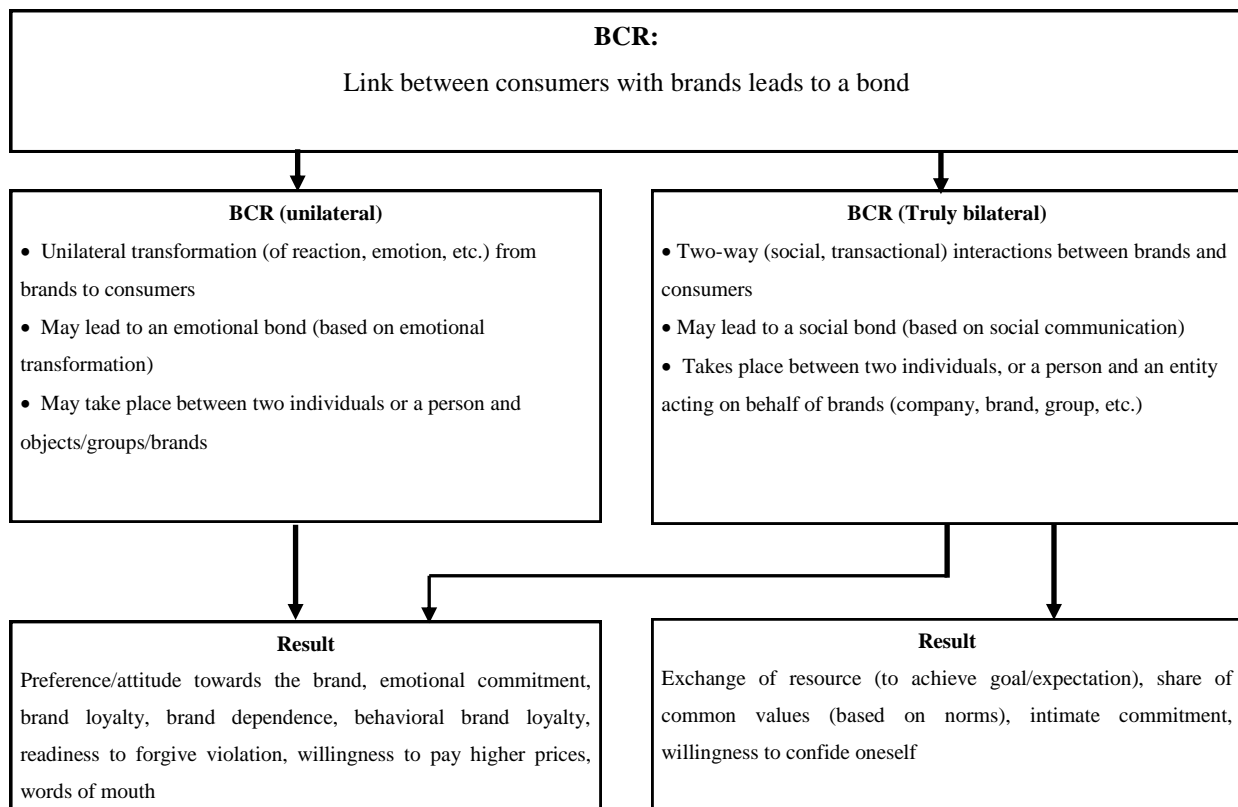 BCR:
Link between consumers with brands leads to a bond
BCR (unilateral)
• Unilateral transformation (of reaction, emotion, etc.) from
brands to consumers
• May lead to an emotional bond (based on emotional
transformation)
• May take place between two individuals or a person and
objects/groups/brands
BCR (Truly bilateral)
• Two-way (social, transactional) interactions between brands and
consumers
• May lead to a social bond (based on social communication)
• Takes place between two individuals, or a person and an entity
acting on behalf of brands (company, brand, group, etc.)
Result
Preference/attitude towards the brand, emotional commitment,
brand loyalty, brand dependence, behavioral brand loyalty,
readiness to forgive violation, willingness to pay higher prices,
words of mouth
Result
Exchange of resource (to achieve goal/expectation), share of
common values (based on norms), intimate commitment,
willingness to confide oneself